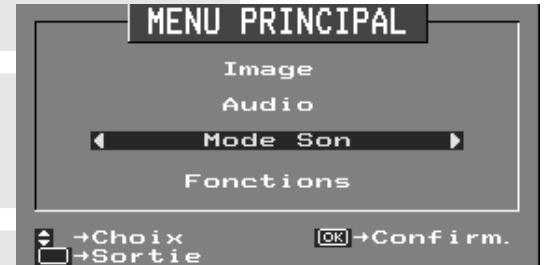 MENU PRINCIPAL
Image
Audio
Mode Son
Fonctions
→Choix OK→Confirm.
→Sortie